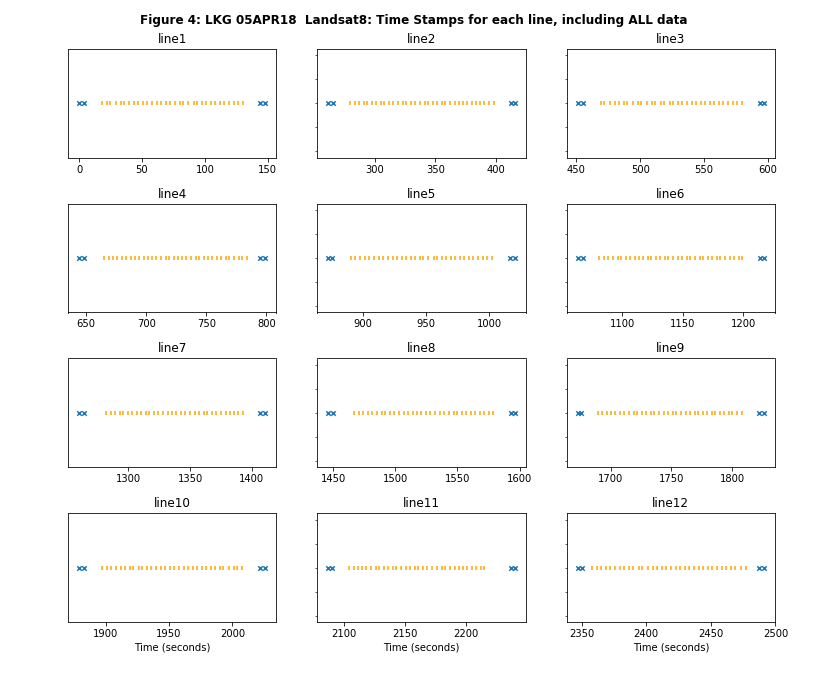 Figure 4: LKG 05APR18  Landsat8: Time Stamps for each line, including ALL data
line1 line2 line3
0 50 100 150 300 350 400 450 500 550 600
line4 line5 line6
650 700 750 800 900 950 1000 1100 1150 1200
line7 line8 line9
1300 1350 1400 1450 1500 1550 1600 1700 1750 1800
line10 line11 line12
1900 1950 2000 2100 2150 2200 2350 2400 2450 2500
Time (seconds) Time (seconds) Time (seconds)